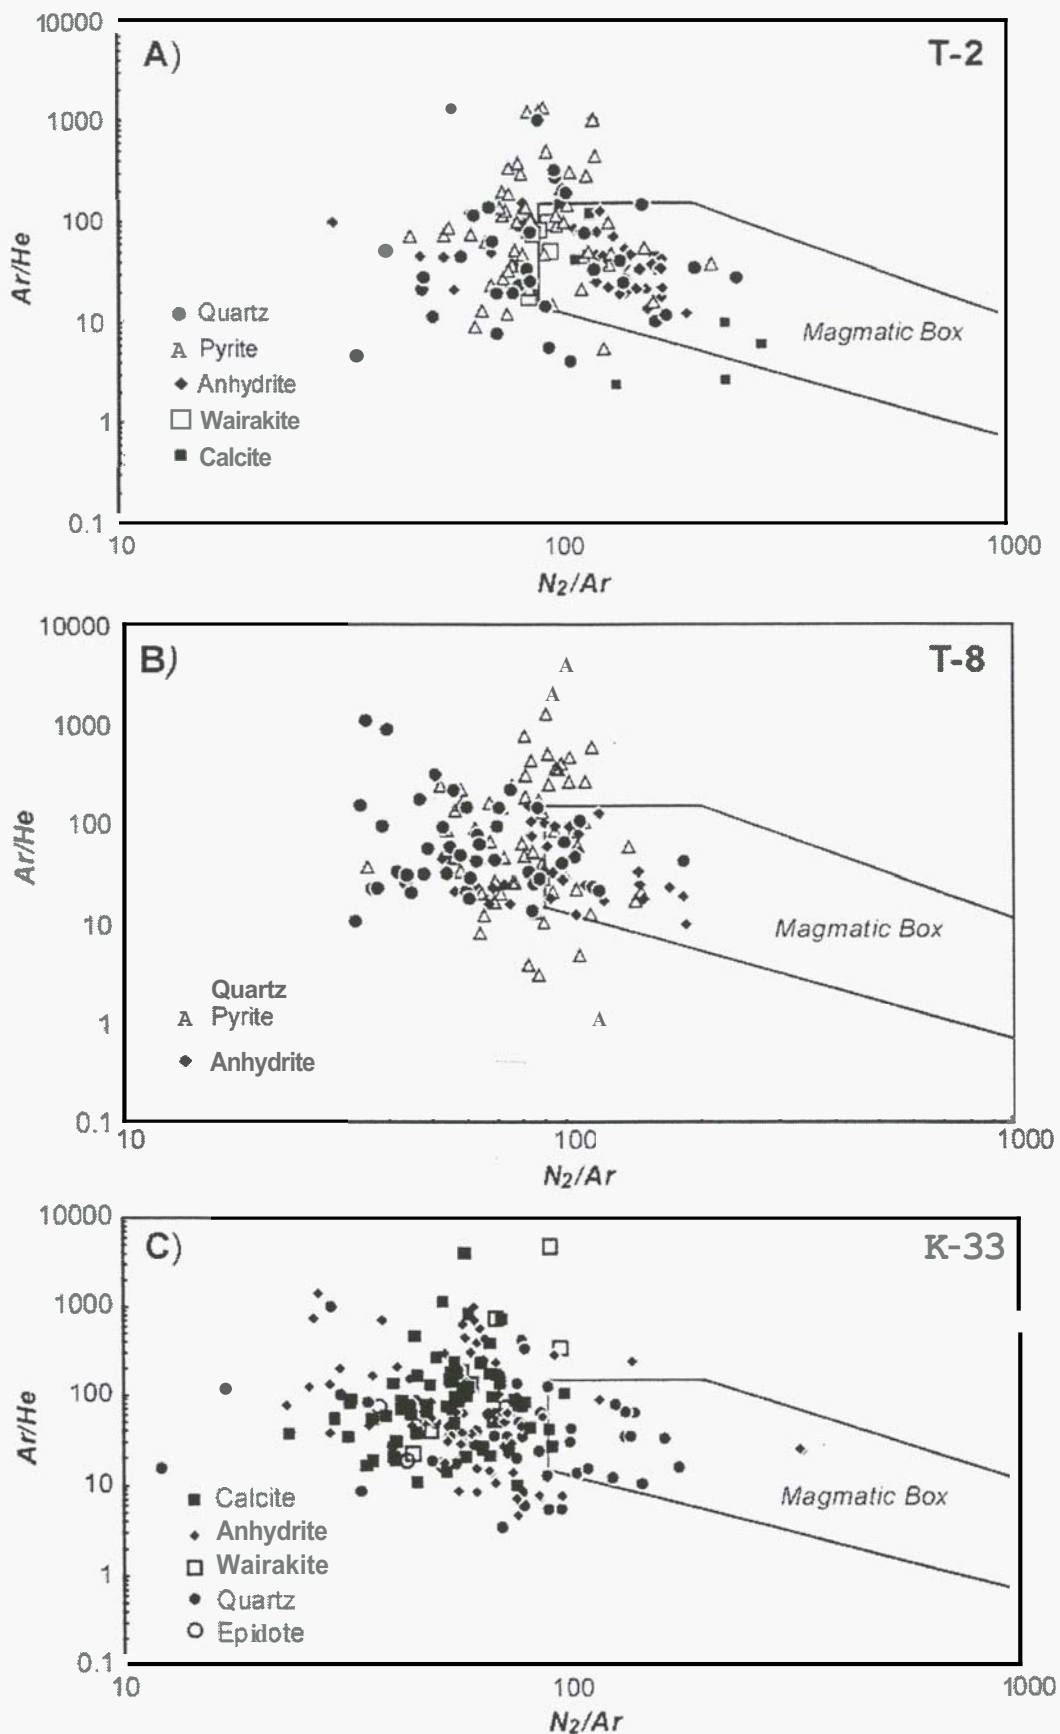 10000
A)
T-2
1000
100
Ar/He
10
1
0.1
Quartz
A Pyrite
Anhydrite
Wairakite
Calcite
Magmatic Box
10
100
1000
N2/Ar
10000
B)
T-8
A
A
1000
100
Ar/He
10
1
0.1
Magmatic Box
Quartz
A Pyrite
A
Anhydrite
10
100
1000
N2/Ar
10000
C)
K-33
1000
100
Ar/He
10
1
0.1
Magmatic Box
Calcite
Anhydrite
Wairakite
Quartz
Epidote
10
100
1000
N2/Ar